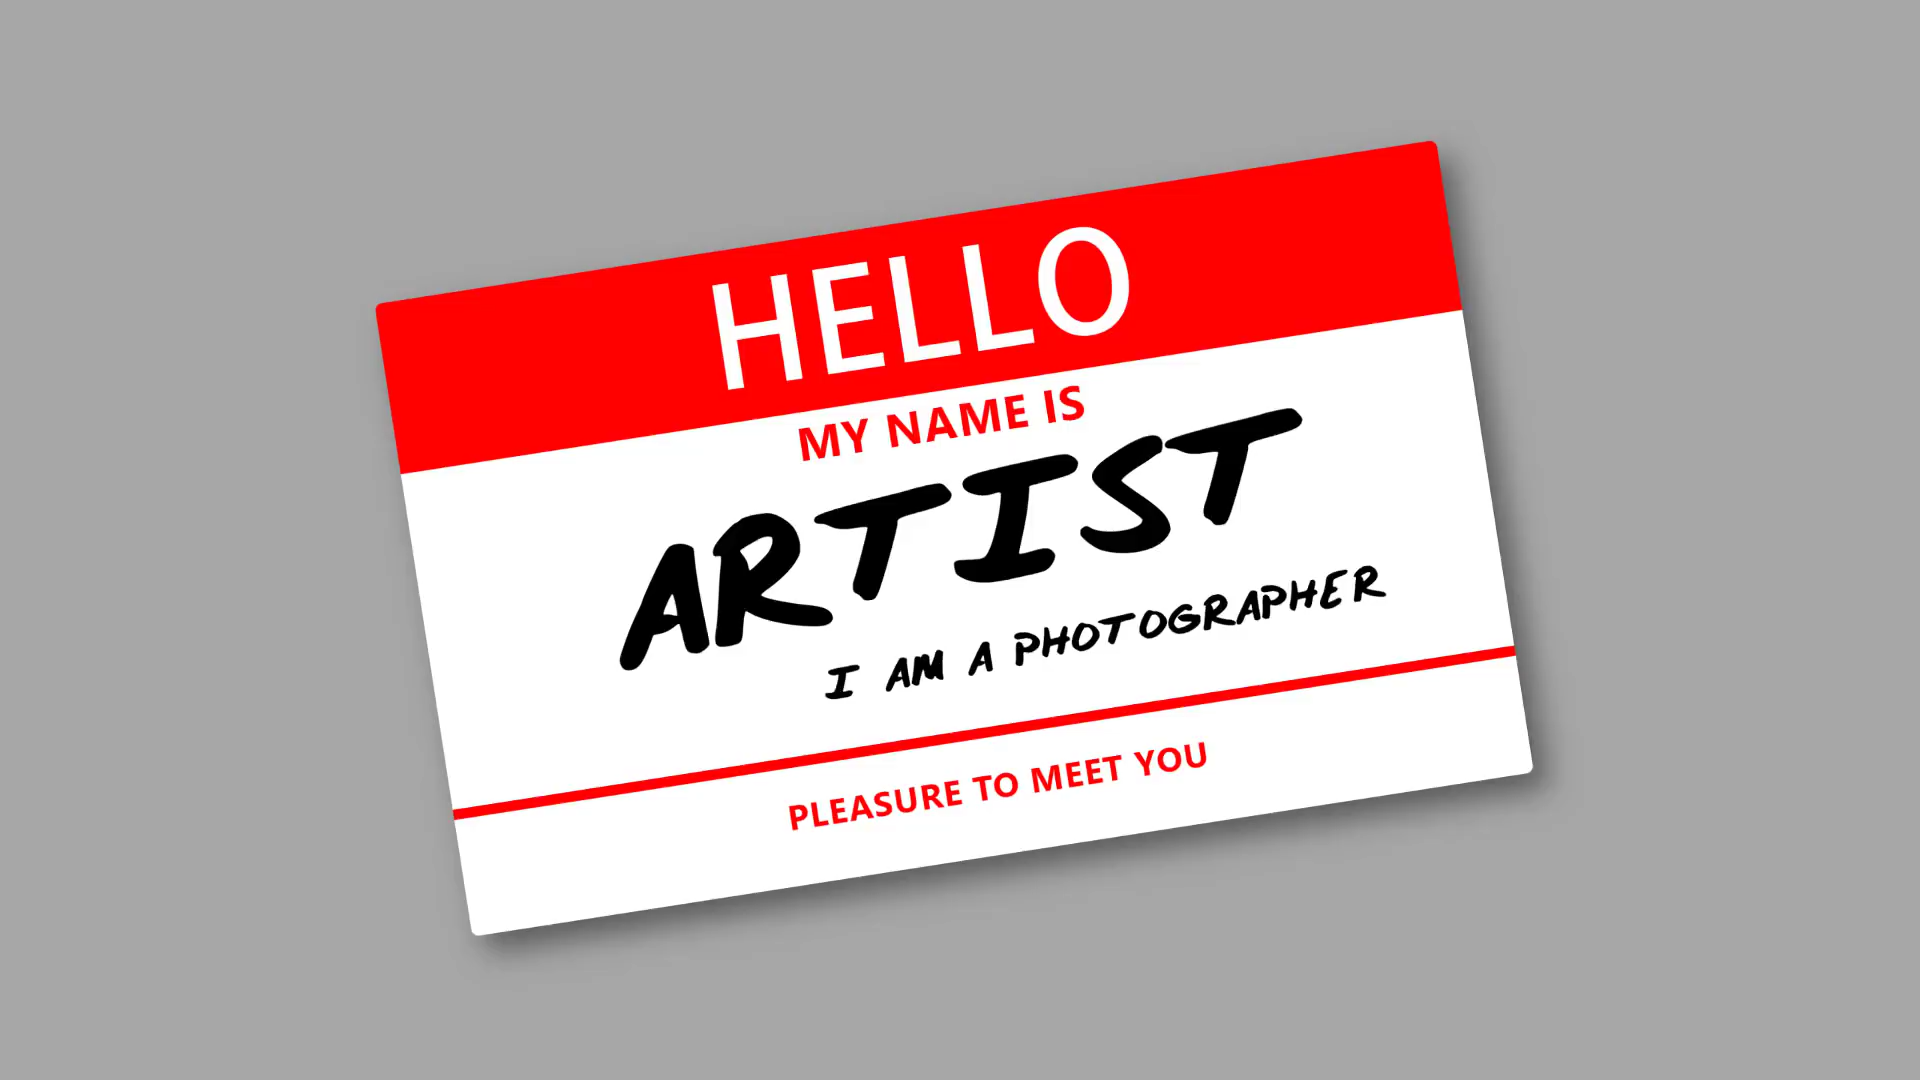 HELLO
MY NAME IS
ARTIST
I AM A PHOTOGRAPHER
PLEASURE TO MEET YOU